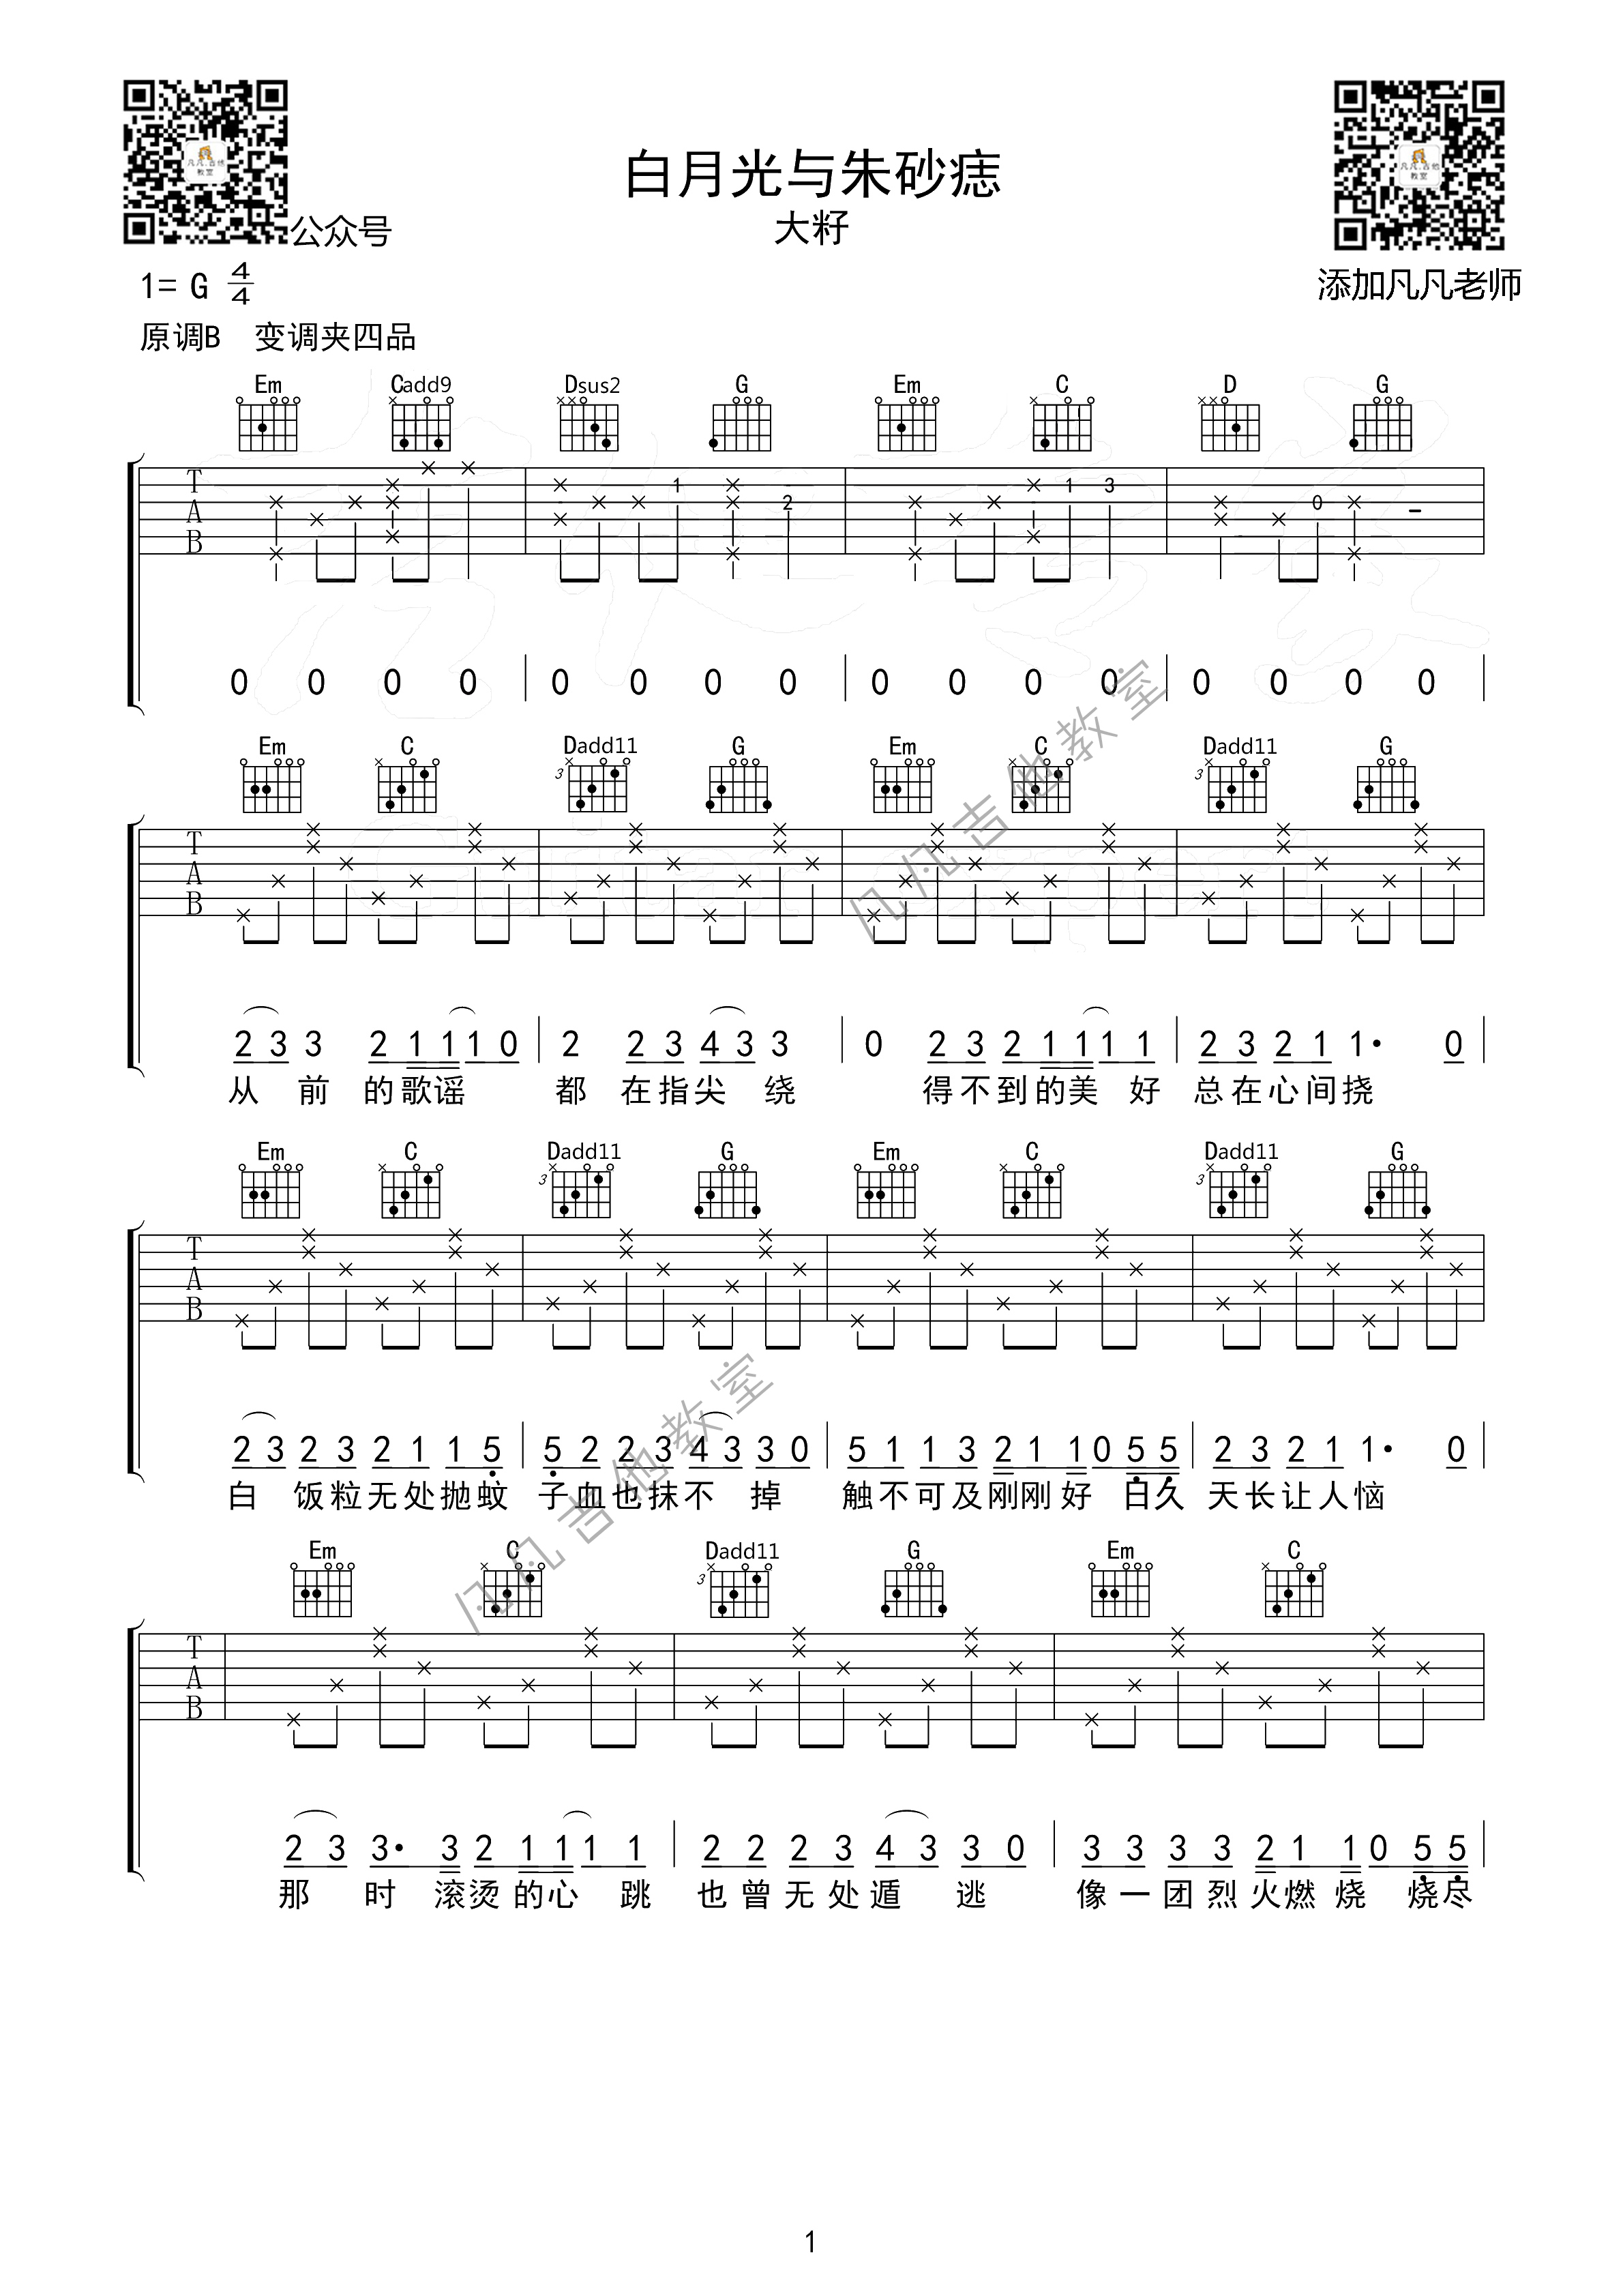 白月光与朱砂痣
大籽
公众号
添加凡凡老师
1= G 4/4
原调B 变调夹四品
Em Cadd9 Dsus2 G Em C D G
T A B
1 2 1 3 0 –
0 0 0 0 | 0 0 0 0 | 0 0 0 0 | 0 0 0 0 |
Em C Dadd11 G Em C Dadd11 G
3 3
T A B
2 3 3 2 1 1 1 0 | 2 2 3 4 3 3 | 0 2 3 2 1 1 1 1 | 2 3 2 1 1· 0 |
从 前 的歌谣 都 在指尖 绕 得不到的美 好 总在心间挠
Em C Dadd11 G Em C Dadd11 G
3 3
T A B
2 3 2 3 2 1 1 5 | 5 2 2 3 4 3 3 0 | 5 1 1 3 2 1 1 0 5 5 | 2 3 2 1 1· 0 |
白 饭粒无处抛蚊 子血也抹不 掉 触不可及刚刚好 日久 天长让人恼
Em C Dadd11 G Em C
3
T A B
2 3 3· 3 2 1 1 1 1 | 2 2 2 3 4 3 3 0 | 3 3 3 3 2 1 1 0 5 5 |
那 时 滚烫的心 跳 也曾无处遁 逃 像一团烈火燃烧 烧尽
凡凡吉他教室
凡凡吉他教室
1